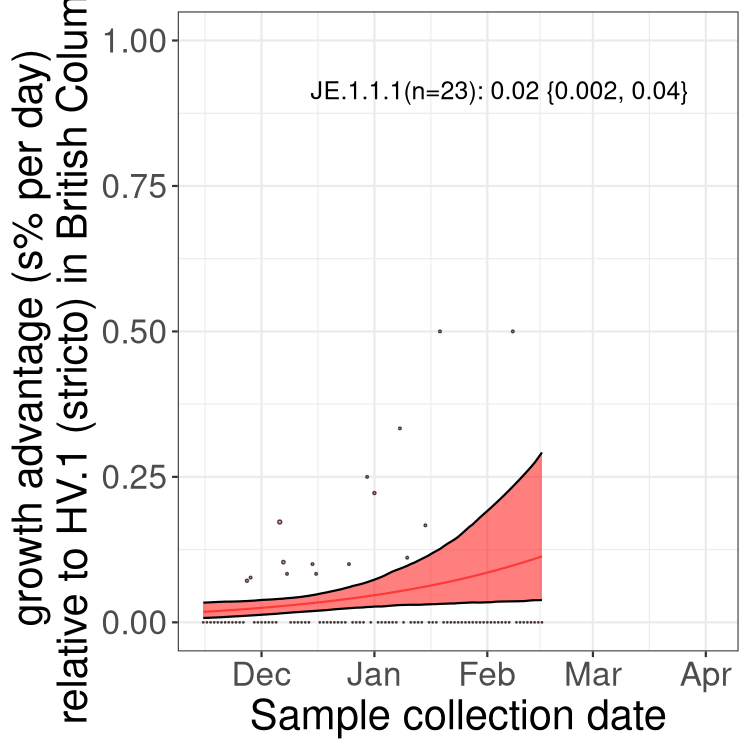 growth advantage (s% per day)
relative to HV.1 (stricto) in British Colum
1.00
0.75
0.50
0.25
0.00
JE.1.1.1(n=23): 0.02 {0.002, 0.04}
Dec Jan Feb Mar Apr
Sample collection date